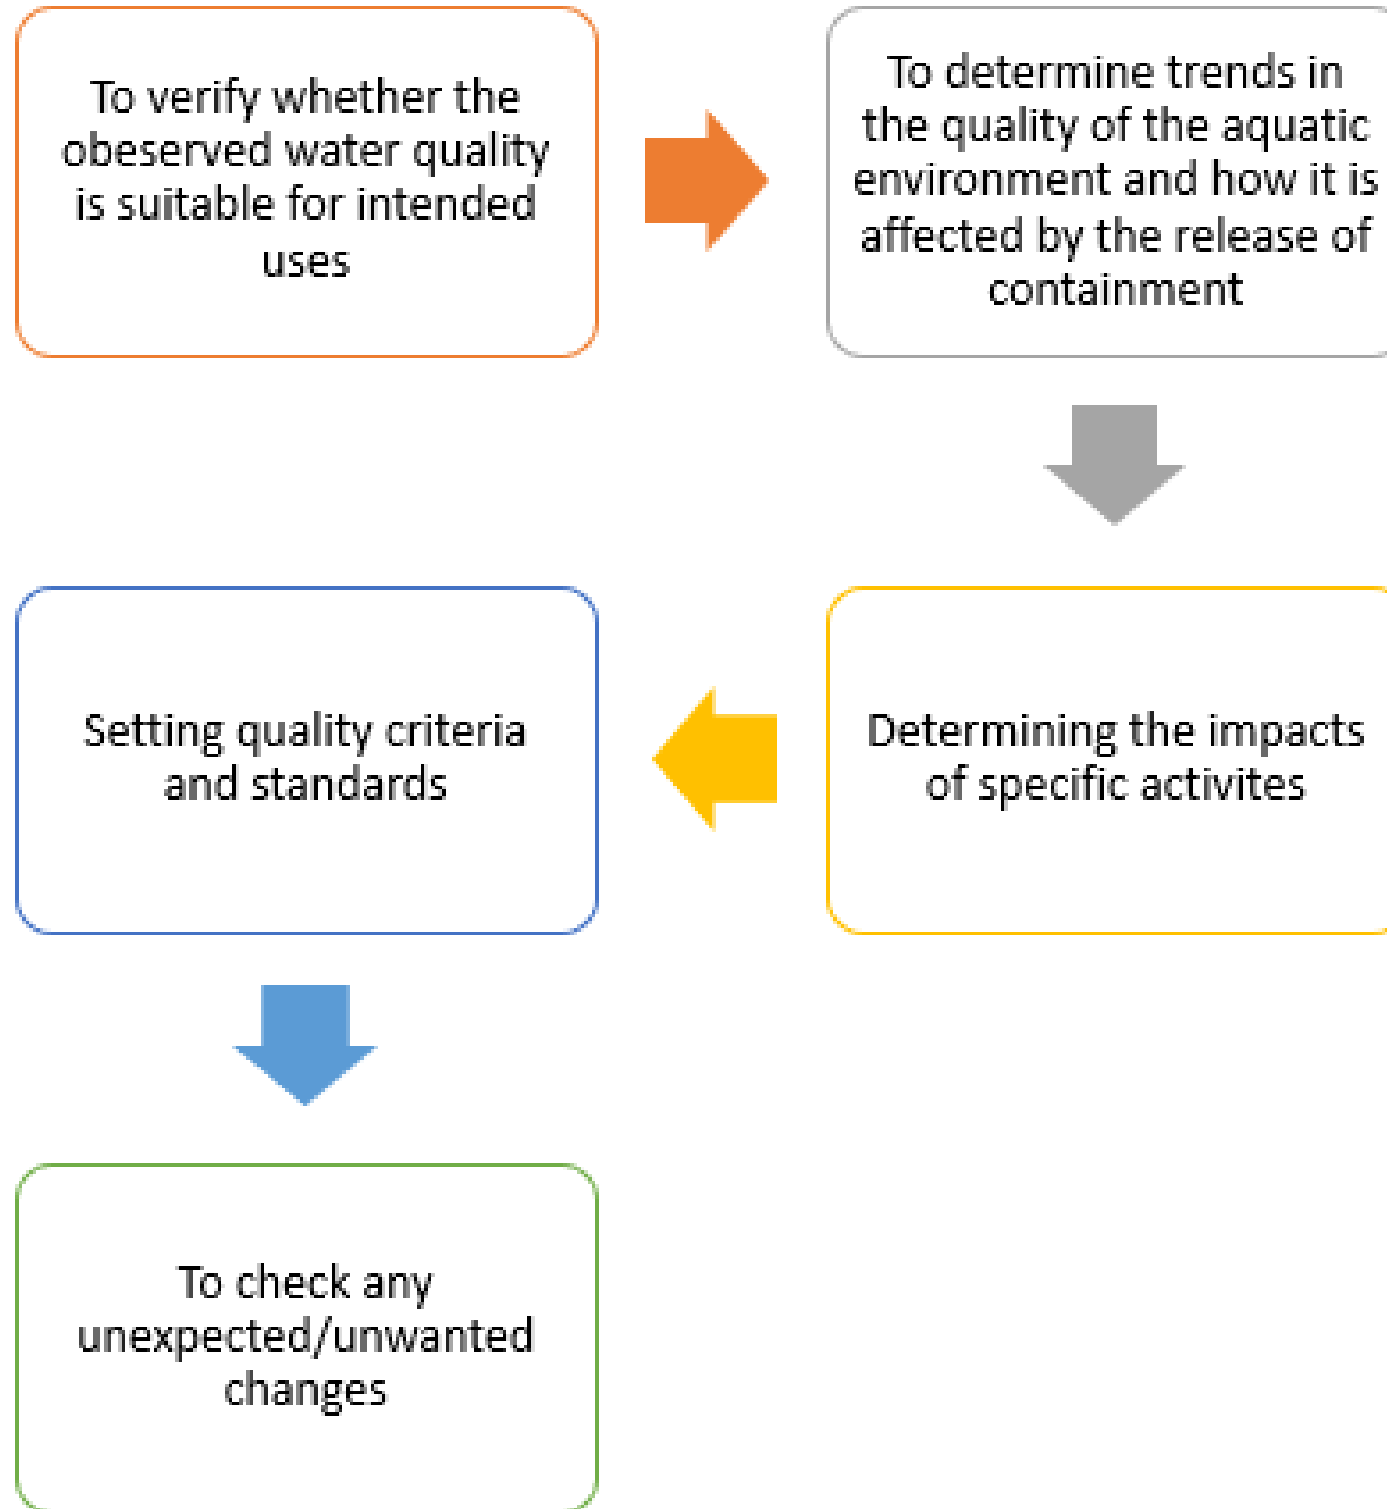 To verify whether the
obeserved water quality
is suitable for intended
uses
To determine trends in
the quality of the aquatic
environment and how it is
affected by the release of
containment
Determining the impacts
of specific activites
Setting quality criteria
and standards
To check any
unexpected/unwanted
changes